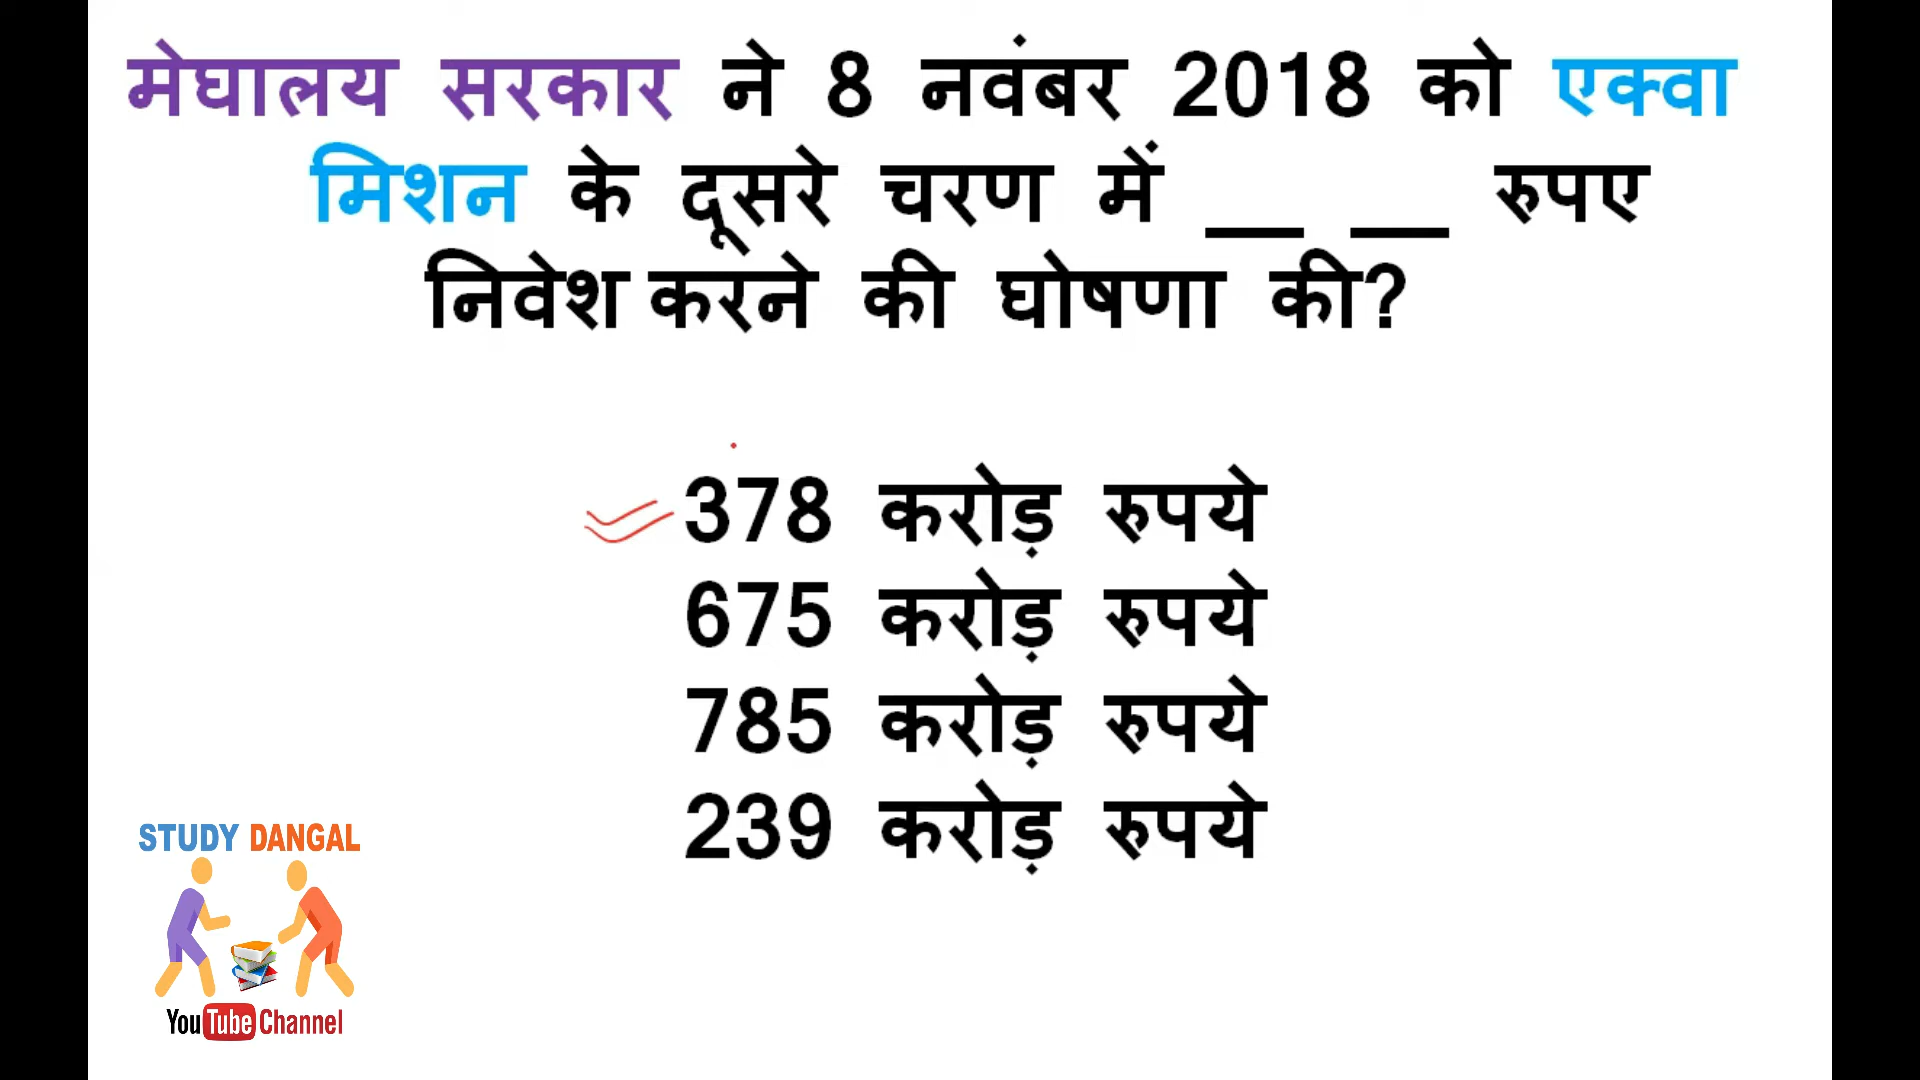 मेघालय सरकार ने 8 नवंबर 2018 को एक्वा
मिशन के दूसरे चरण में __ __ रुपए
निवेश करने की घोषणा की?
378 करोड़ रुपये
675 करोड़ रुपये
785 करोड़ रुपये
239 करोड़ रुपये
STUDY DANGAL
YouTube Channel